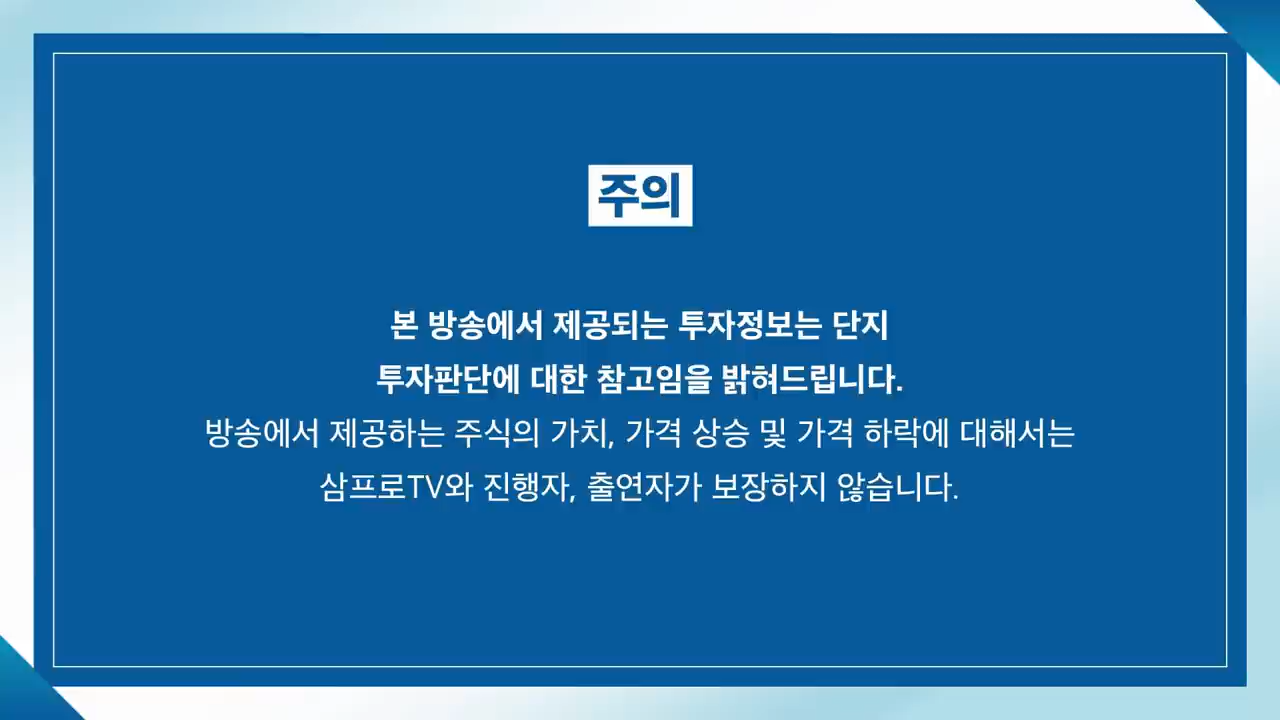 주의
본 방송에서 제공되는 투자정보는 단지
투자판단에 대한 참고임을 밝혀드립니다.
방송에서 제공하는 주식의 가치, 가격 상승 및 가격 하락에 대해서는
삼프로TV와 진행자, 출연자가 보장하지 않습니다.